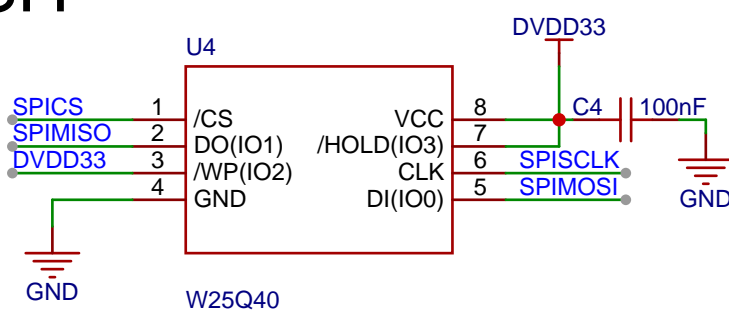 DVDD33
U4
SPICS 1 /CS VCC 8 C4 100nF
SPIMISO 2 DO(IO1) /HOLD(IO3) 7
DVDD33 3 /WP(IO2) CLK 6 SPISCLK
4 GND DI(IO0) 5 SPIMOSI
GND
GND
W25Q40